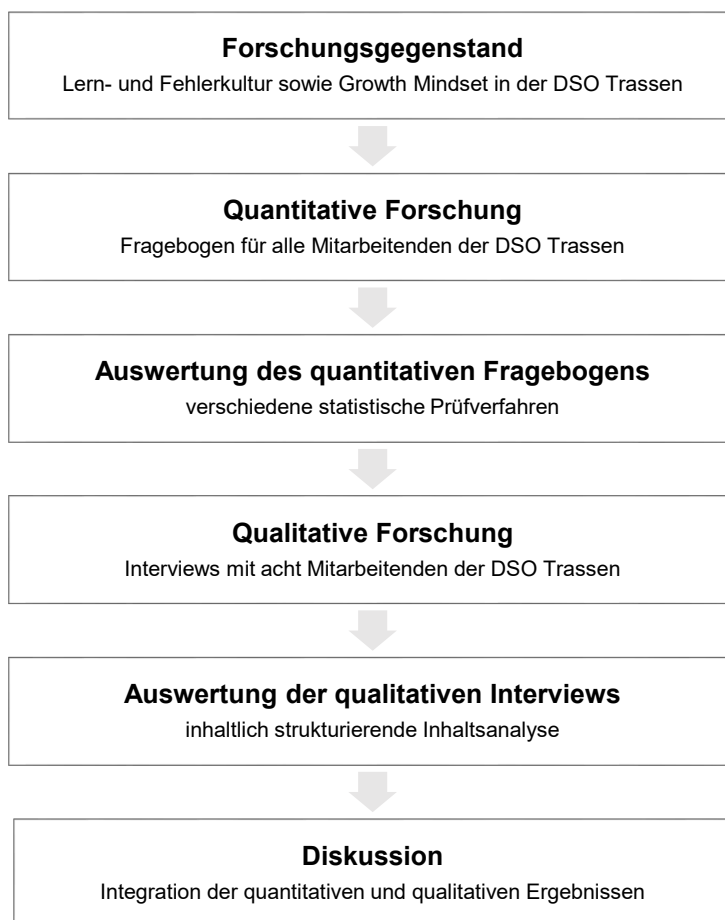 Forschungsgegenstand
Lern- und Fehlerkultur sowie Growth Mindset in der DSO Trassen
Quantitative Forschung
Fragebogen für alle Mitarbeitenden der DSO Trassen
Auswertung des quantitativen Fragebogens
verschiedene statistische Prüfverfahren
Qualitative Forschung
Interviews mit acht Mitarbeitenden der DSO Trassen
Auswertung der qualitativen Interviews
inhaltlich strukturierende Inhaltsanalyse
Diskussion
Integration der quantitativen und qualitativen Ergebnissen